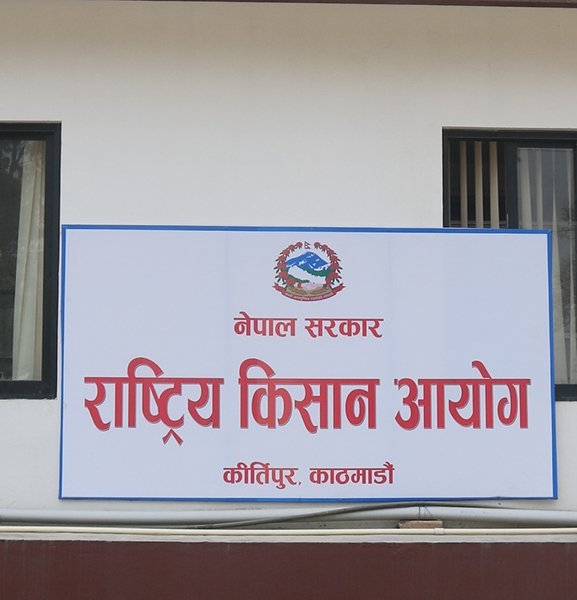 नेपाल सरकार
राष्ट्रिय किसान आयोग
कीर्तिपुर, काठमाडौं